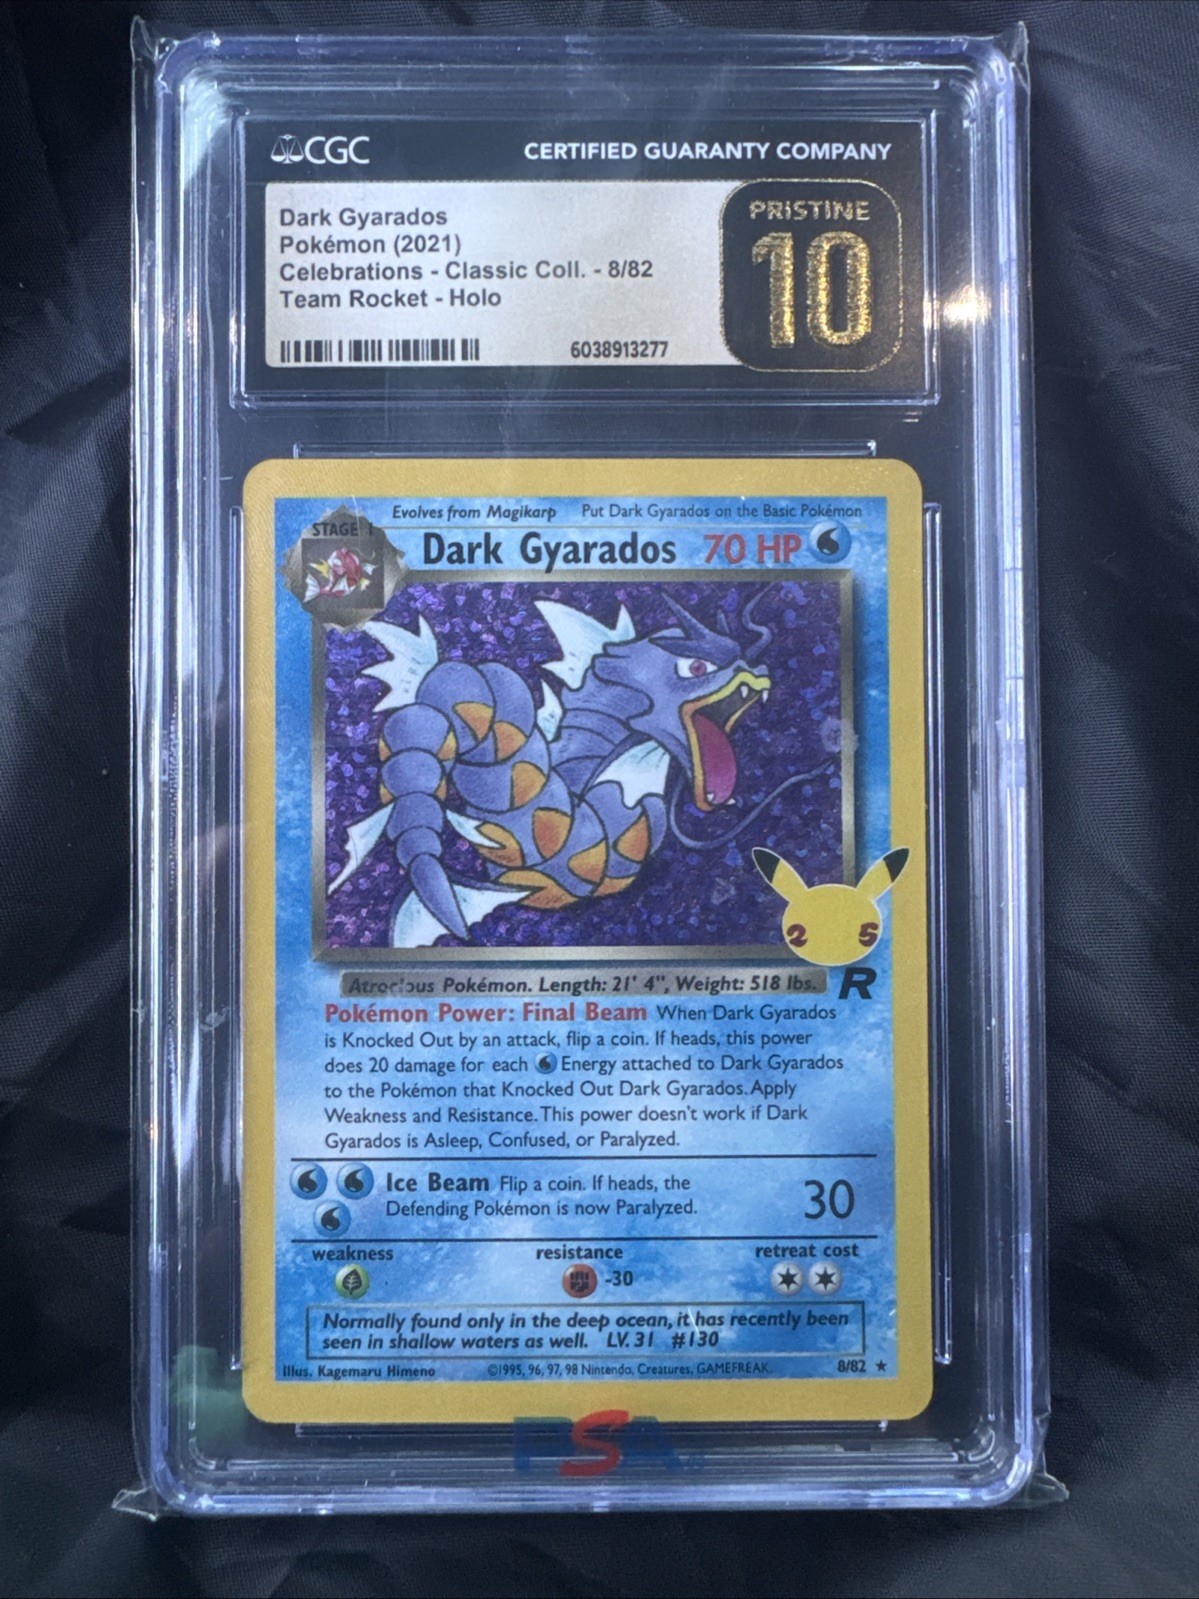 CGC
CERTIFIED GUARANTY COMPANY
Dark Gyarados
Pokémon (2021)
Celebrations - Classic Coll. - 8/82
Team Rocket - Holo
6038913277
PRISTINE
10
Evolves from Magikarp Put Dark Gyarados on the Basic Pokémon
STAGE 1
Dark Gyarados 70 HP
2 5
Atrocious Pokémon. Length: 21' 4", Weight: 518 lbs.
R
Pokémon Power: Final Beam When Dark Gyarados
is Knocked Out by an attack, flip a coin. If heads, this power
does 20 damage for each Energy attached to Dark Gyarados
to the Pokémon that Knocked Out Dark Gyarados. Apply
Weakness and Resistance. This power doesn't work if Dark
Gyarados is Asleep, Confused, or Paralyzed.
Ice Beam Flip a coin. If heads, the
Defending Pokémon is now Paralyzed.
30
weakness resistance retreat cost
-30
Normally found only in the deep ocean, it has recently been
seen in shallow waters as well. LV. 31 #130
Illus. Kagemaru Himeno ©1995, 96, 97, 98 Nintendo, Creatures, GAMEFREAK. 8/82 ★
PSA